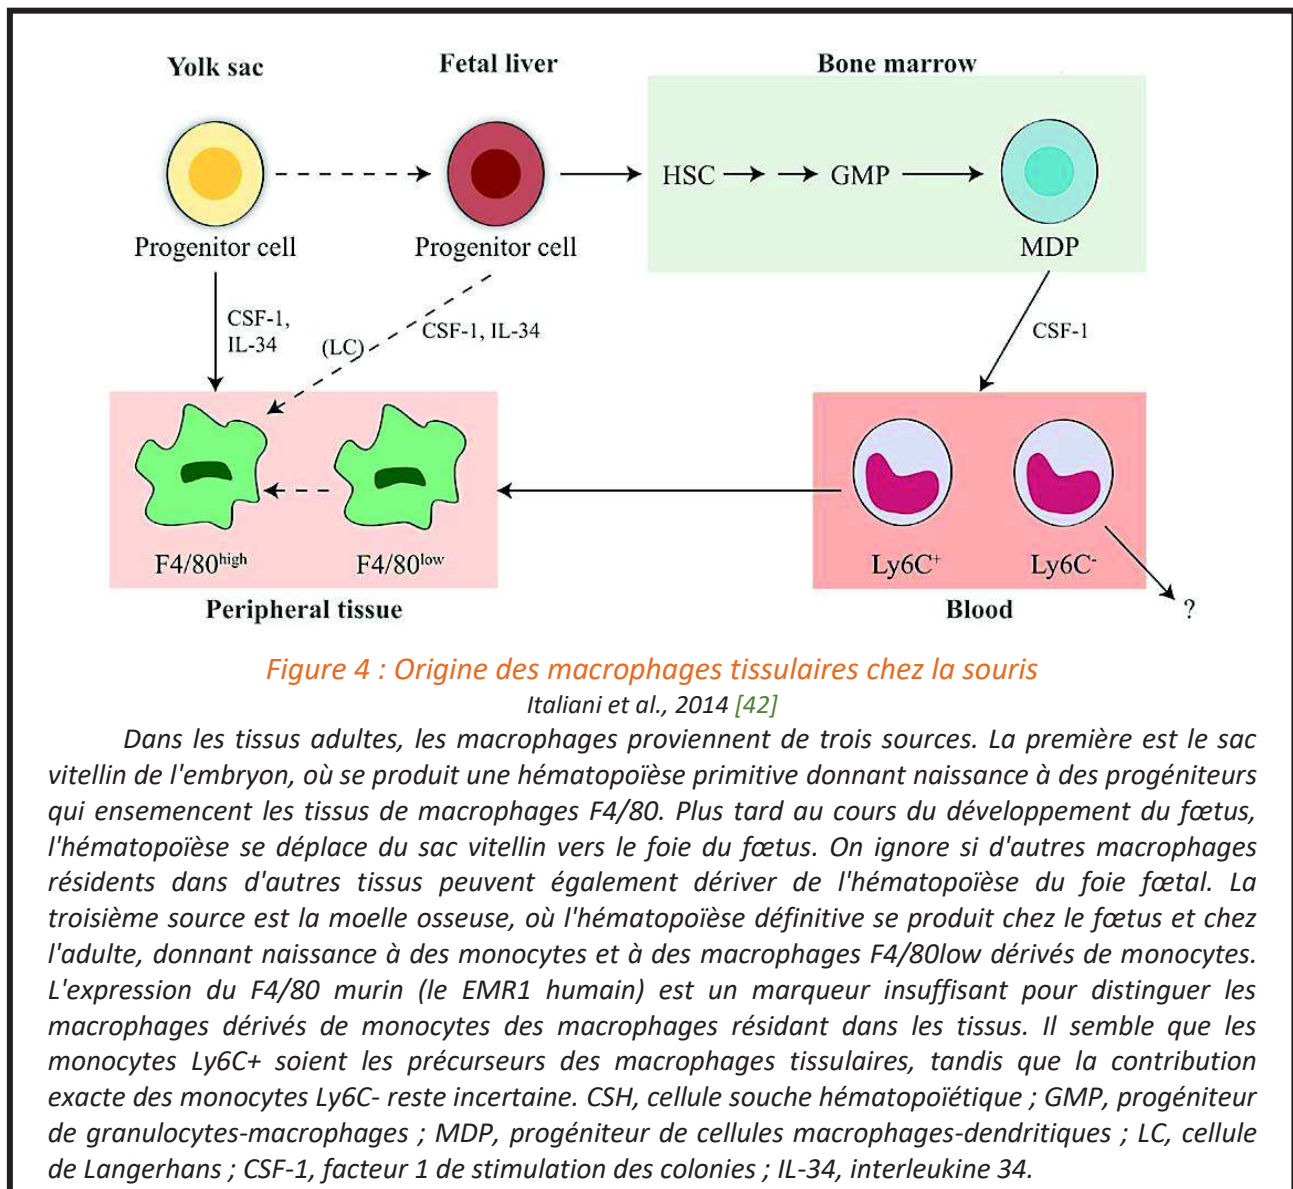 Yolk sac
Fetal liver
Bone marrow
HSC
GMP
Progenitor cell
Progenitor cell
MDP
CSF-1,
IL-34
(LC)
CSF-1, IL-34
CSF-1
F4/80high
F4/80low
Ly6C+
Ly6C-
Peripheral tissue
Blood
?
Figure 4 : Origine des macrophages tissulaires chez la souris
Italiani et al., 2014 [42]
Dans les tissus adultes, les macrophages proviennent de trois sources. La première est le sac
vitellin de l'embryon, où se produit une hématopoïèse primitive donnant naissance à des progéniteurs
qui ensemencent les tissus de macrophages F4/80. Plus tard au cours du développement du fœtus,
l'hématopoïèse se déplace du sac vitellin vers le foie du fœtus. On ignore si d'autres macrophages
résidents dans d'autres tissus peuvent également dériver de l'hématopoïèse du foie fœtal. La
troisième source est la moelle osseuse, où l'hématopoïèse définitive se produit chez le fœtus et chez
l'adulte, donnant naissance à des monocytes et à des macrophages F4/80low dérivés de monocytes.
L'expression du F4/80 murin (le EMR1 humain) est un marqueur insuffisant pour distinguer les
macrophages dérivés de monocytes des macrophages résidant dans les tissus. Il semble que les
monocytes Ly6C+ soient les précurseurs des macrophages tissulaires, tandis que la contribution
exacte des monocytes Ly6C- reste incertaine. CSH, cellule souche hématopoïétique ; GMP, progéniteur
de granulocytes-macrophages ; MDP, progéniteur de cellules macrophages-dendritiques ; LC, cellule
de Langerhans ; CSF-1, facteur 1 de stimulation des colonies ; IL-34, interleukine 34.